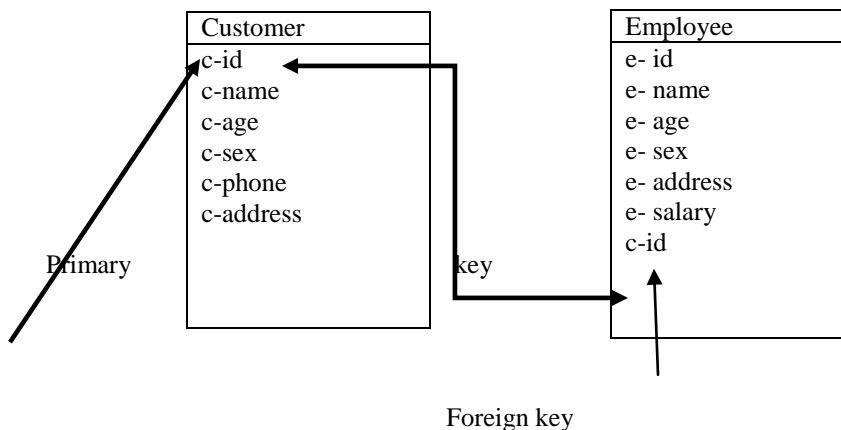 Customer
c-id
c-name
c-age
c-sex
c-phone
c-address
Employee
e- id
e- name
e- age
e- sex
e- address
e- salary
c-id
Primary key
Foreign key